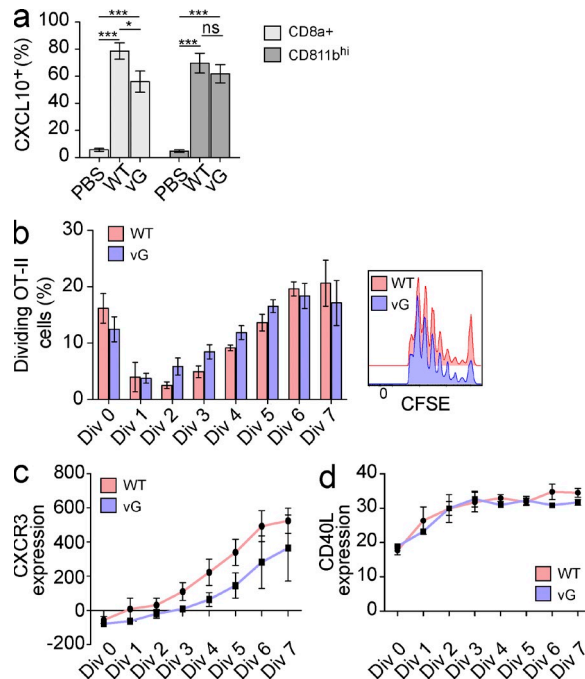 a
CXCL10+ (%)
100
80
60
40
20
0
***
***
*
***
***
ns
PBS
WT
vG
PBS
WT
vG
CD8a+
CD811bhi
b
Dividing OT-II
cells (%)
30
20
10
0
WT
vG
Div 0
Div 1
Div 2
Div 3
Div 4
Div 5
Div 6
Div 7
WT
vG
0
CFSE
c
CXCR3
expression
800
600
400
200
0
-200
WT
vG
Div 0
Div 1
Div 2
Div 3
Div 4
Div 5
Div 6
Div 7
d
CD40L
expression
40
30
20
10
0
WT
vG
Div 0
Div 1
Div 2
Div 3
Div 4
Div 5
Div 6
Div 7